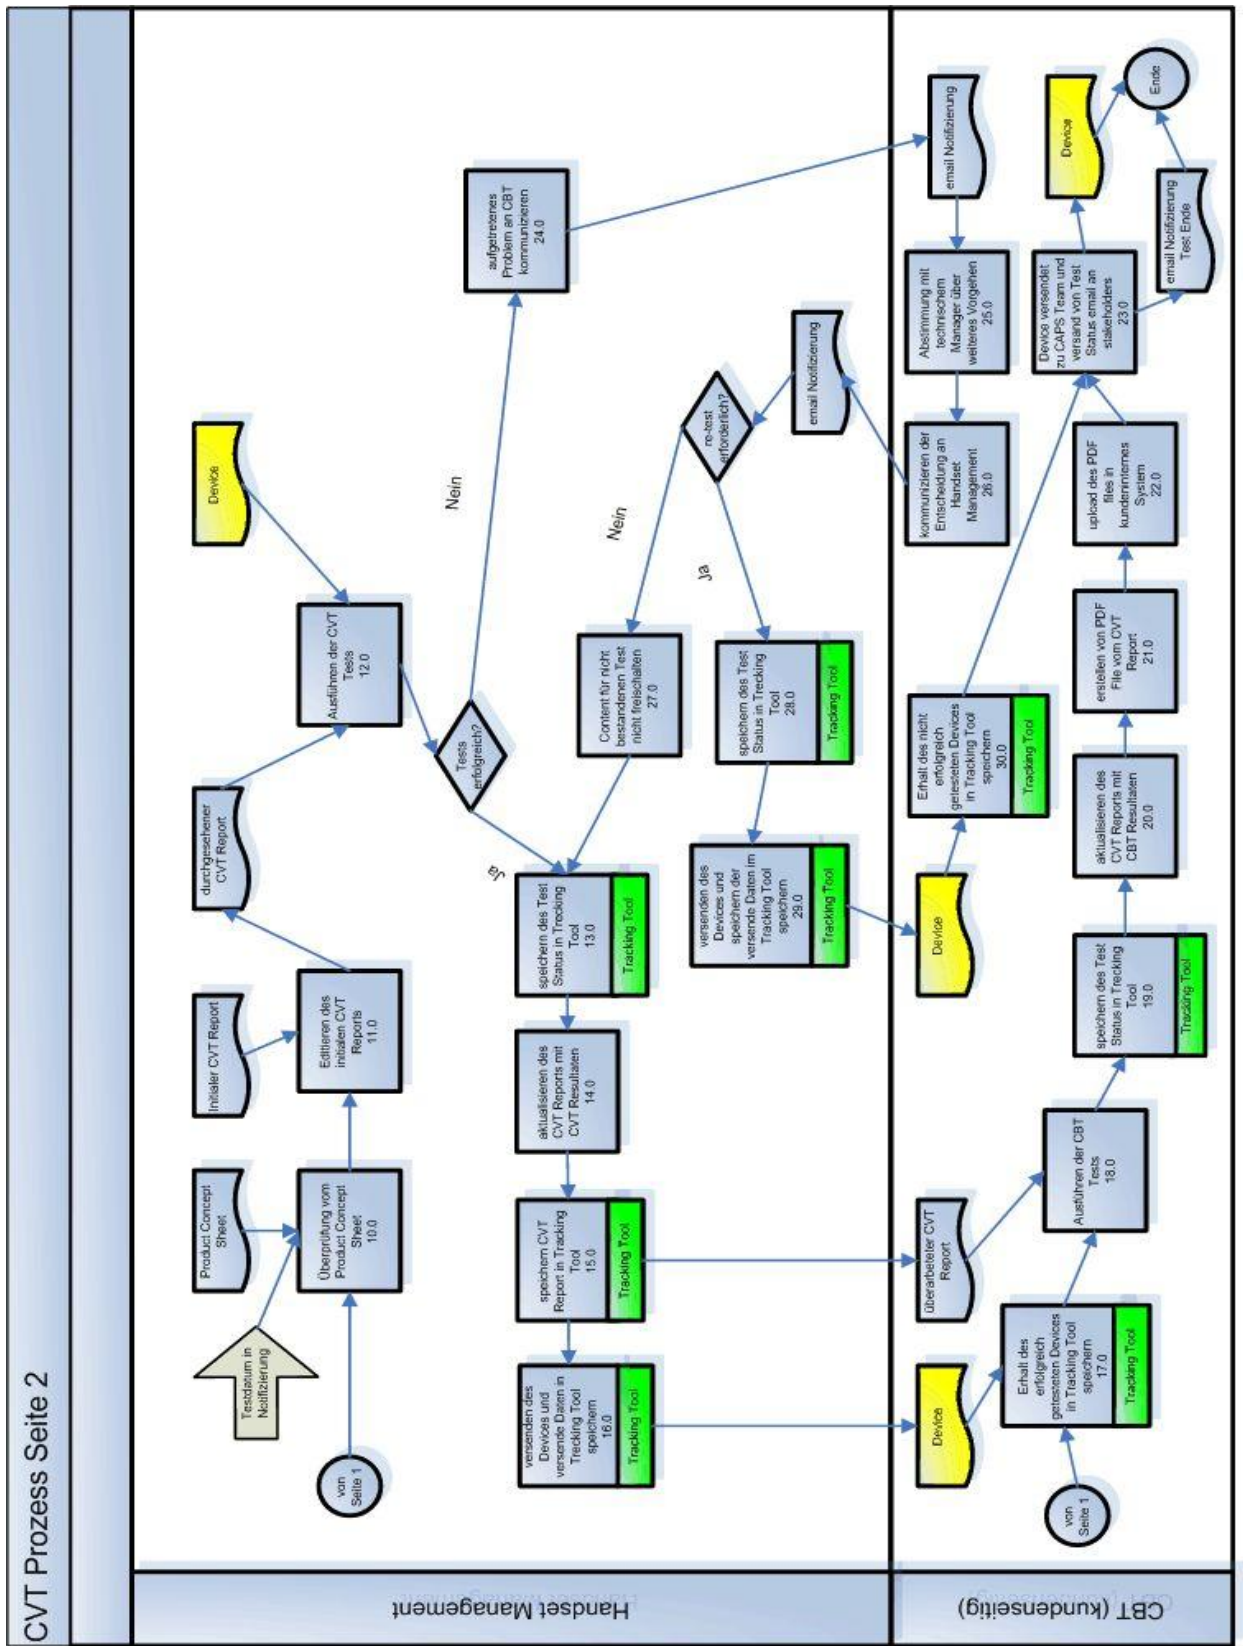 CVT Prozess Seite 2
Handset Management
von
Seite 1
Testdatum in
Notifizierung
Product Concept
Sheet
Überprüfung vom
Product Concept
Sheet
10.0
Initialer CVT Report
Editieren des
initialen CVT
Reports
11.0
durchgesehener
CVT Report
Ausführen der CVT
Tests
12.0
Device
Tests
erfolgreich?
Ja
Nein
aufgetretenes
Problem an CBT
kommunizieren
24.0
speichern des Test
Status in Trecking
Tool
13.0
Tracking Tool
aktualisieren des
CVT Reports mit
CVT Resultaten
14.0
speichern CVT
Report in Tracking
Tool
15.0
Tracking Tool
versenden des
Devices und
versende Daten in
Trecking Tool
speichern
16.0
Tracking Tool
Content für nicht
bestandenen Test
nicht freischalten
27.0
Nein
Ja
re-test
erforderlich?
email Notifizierung
speichern des Test
Status in Trecking
Tool
28.0
Tracking Tool
versenden des
Devices und
speichern der
versende Daten im
Tracking Tool
speichern
29.0
Tracking Tool
CBT (kundenseitig)
von
Seite 1
Device
Erhalt des
erfolgreich
getesteten Devices
in Tracking Tool
speichern
17.0
Tracking Tool
überarbeiteter CVT
Report
Ausführen der CBT
Tests
18.0
speichern des Test
Status in Trecking
Tool
19.0
Tracking Tool
aktualisieren des
CVT Reports mit
CBT Resultaten
20.0
erstellen von PDF
File vom CVT
Report
21.0
upload des PDF
files in
kundeninternes
System
22.0
Device
Erhalt des nicht
erfolgreich
getesteten Devices
in Tracking Tool
speichern
30.0
Tracking Tool
email Notifizierung
Abstimmung mit
technischem
Manager über
weiteres Vorgehen
25.0
kommunizieren der
Entscheidung an
Handset
Management
26.0
Device versendet
zu CAPS Team und
versand von Test
Status email an
stakeholders
23.0
Device
email Notifizierung
Test Ende
Ende